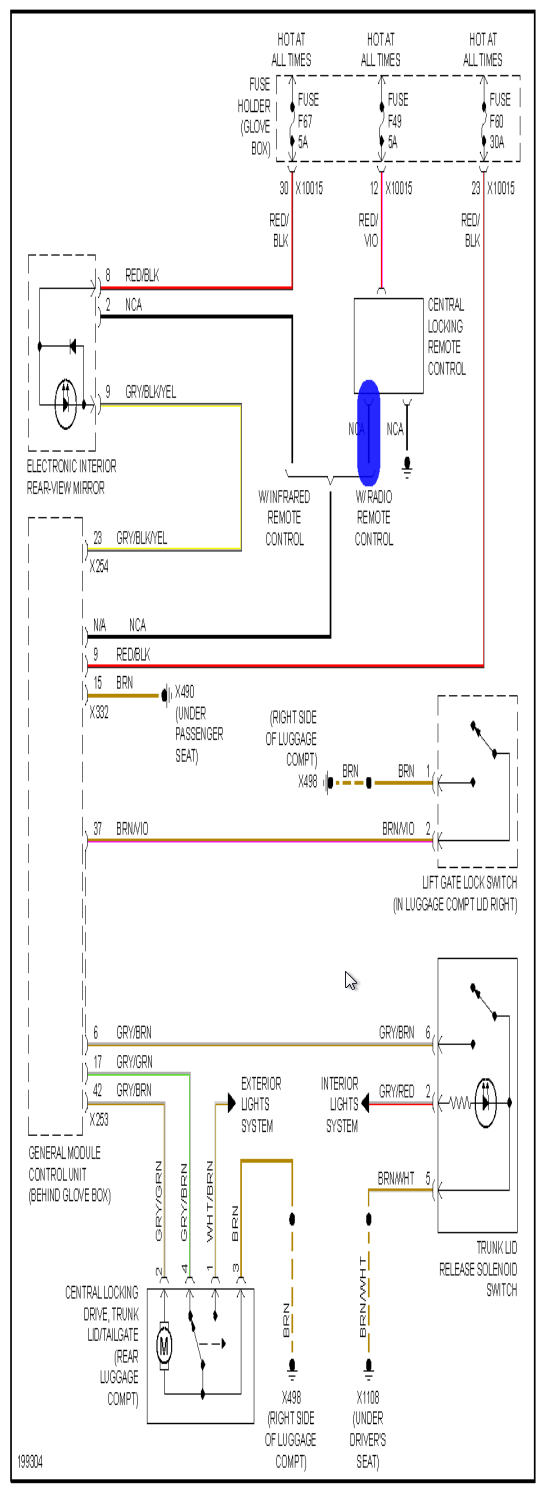 HOT AT
ALL TIMES
HOT AT
ALL TIMES
HOT AT
ALL TIMES
FUSE
HOLDER
(GLOVE
BOX)
FUSE
F67
5A
FUSE
F49
5A
FUSE
F60
30A
30 X10015
12 X10015
23 X10015
RED/
BLK
RED/
VIO
RED/
BLK
8 RED/BLK
2 NCA
9 GRY/BLK/YEL
ELECTRONIC INTERIOR
REAR-VIEW MIRROR
CENTRAL
LOCKING
REMOTE
CONTROL
NCA
NCA
W/INFRARED
REMOTE
CONTROL
W/RADIO
REMOTE
CONTROL
23 GRY/BLK/YEL
X254
N/A NCA
9 RED/BLK
15 BRN
X332
X490
(UNDER
PASSENGER
SEAT)
(RIGHT SIDE
OF LUGGAGE
COMPT)
X498
BRN
BRN 1
37 BRN/VIO
BRN/VIO 2
LIFT GATE LOCK SWITCH
(IN LUGGAGE COMPT LID RIGHT)
6 GRY/BRN
GRY/BRN 6
17 GRY/GRN
42 GRY/BRN
X253
EXTERIOR
LIGHTS
SYSTEM
INTERIOR
LIGHTS
SYSTEM
GRY/RED 2
BRN/WHT 5
GENERAL MODULE
CONTROL UNIT
(BEHIND GLOVE BOX)
2 GRY/GRN
4 GRY/BRN
1 WHT/BRN
3 BRN
TRUNK LID
RELEASE SOLENOID
SWITCH
BRN
BRN/WHT
CENTRAL LOCKING
DRIVE, TRUNK
LID/TAILGATE
(REAR
LUGGAGE
COMPT)
M
X498
(RIGHT SIDE
OF LUGGAGE
COMPT)
X1108
(UNDER
DRIVER'S
SEAT)
199304